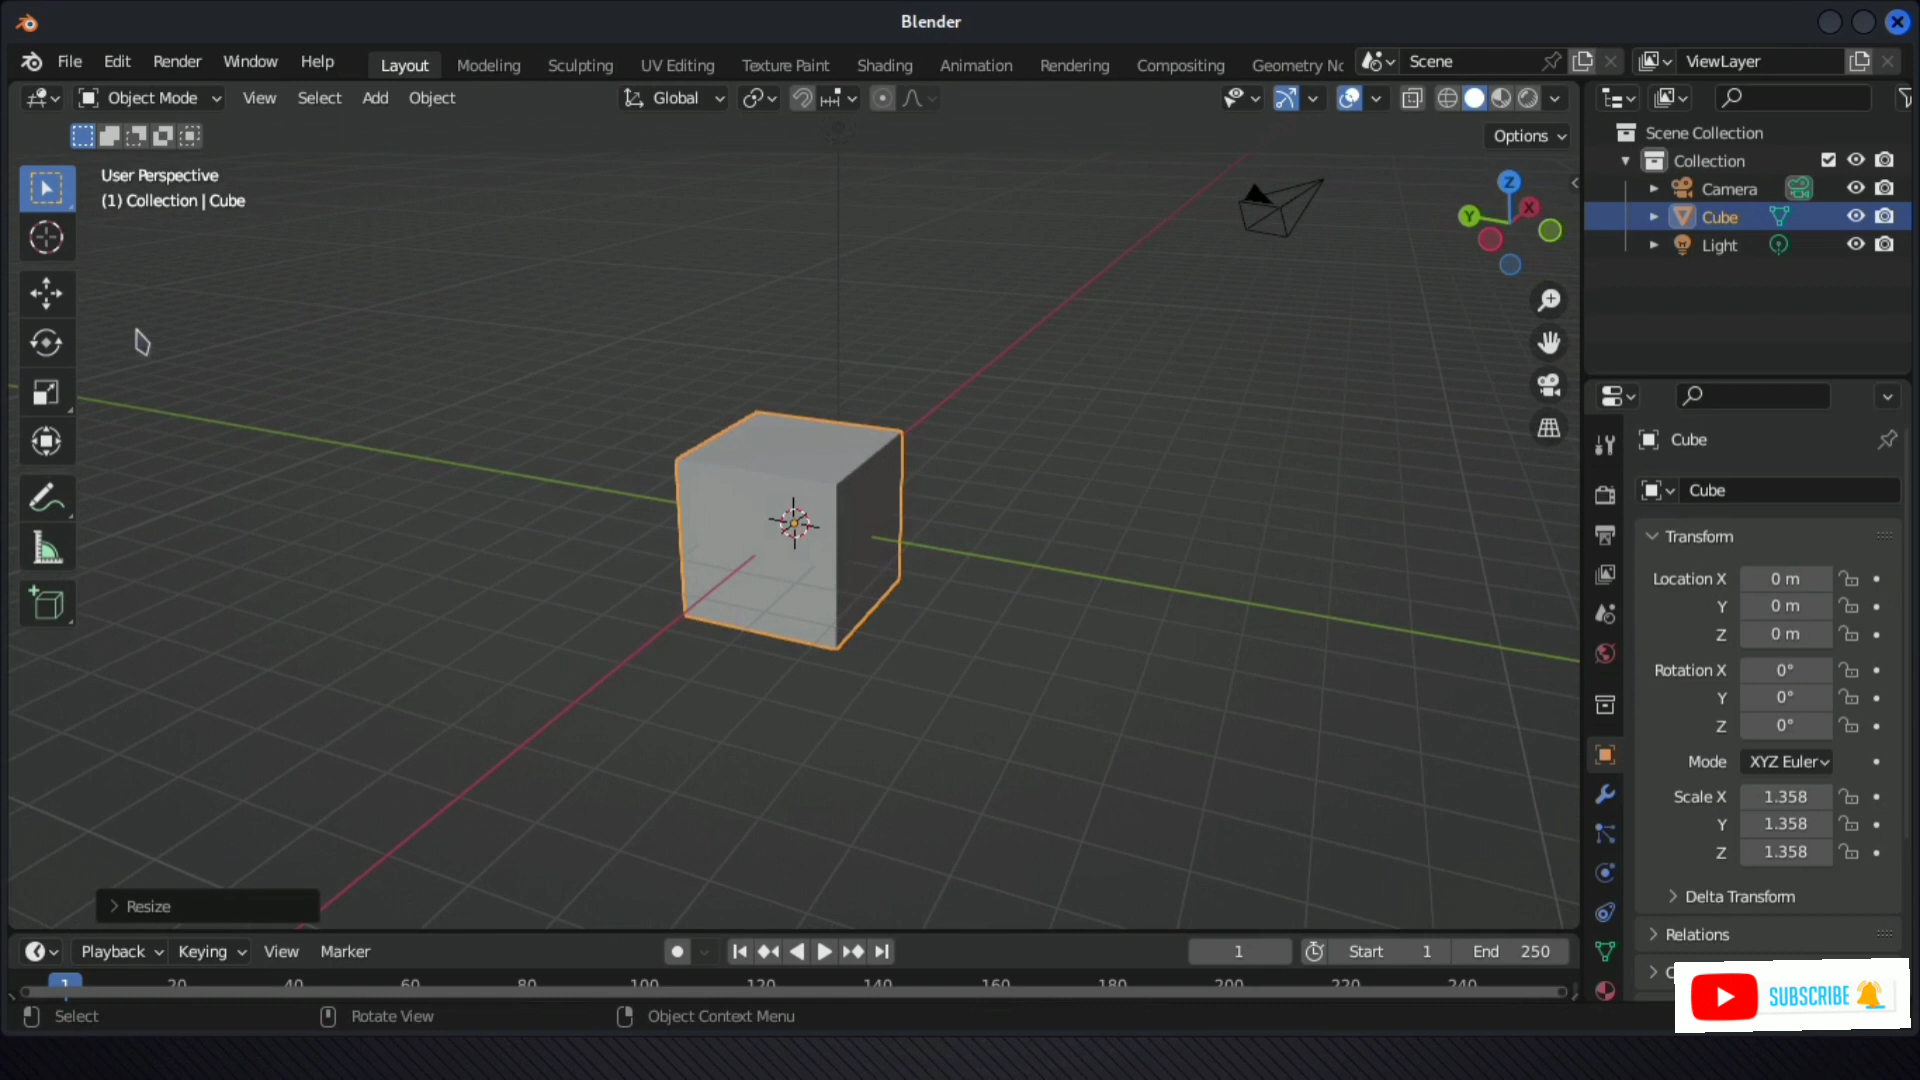 Blender
File Edit Render Window Help Layout Modeling Sculpting UV Editing Texture Paint Shading Animation Rendering Compositing Geometry No Scene ViewLayer
Object Mode View Select Add Object Global
Options
User Perspective
(1) Collection | Cube
Z
Y
X
Resize
Scene Collection
Collection
Camera
Cube
Light
Cube
Cube
Transform
Location X 0 m
Y 0 m
Z 0 m
Rotation X 0°
Y 0°
Z 0°
Mode XYZ Euler
Scale X 1.358
Y 1.358
Z 1.358
Delta Transform
Relations
Playback Keying View Marker 1 Start 1 End 250
1 20 40 60 80 100 120 140 160 180 200 220 240
Select Rotate View Object Context Menu
SUBSCRIBE